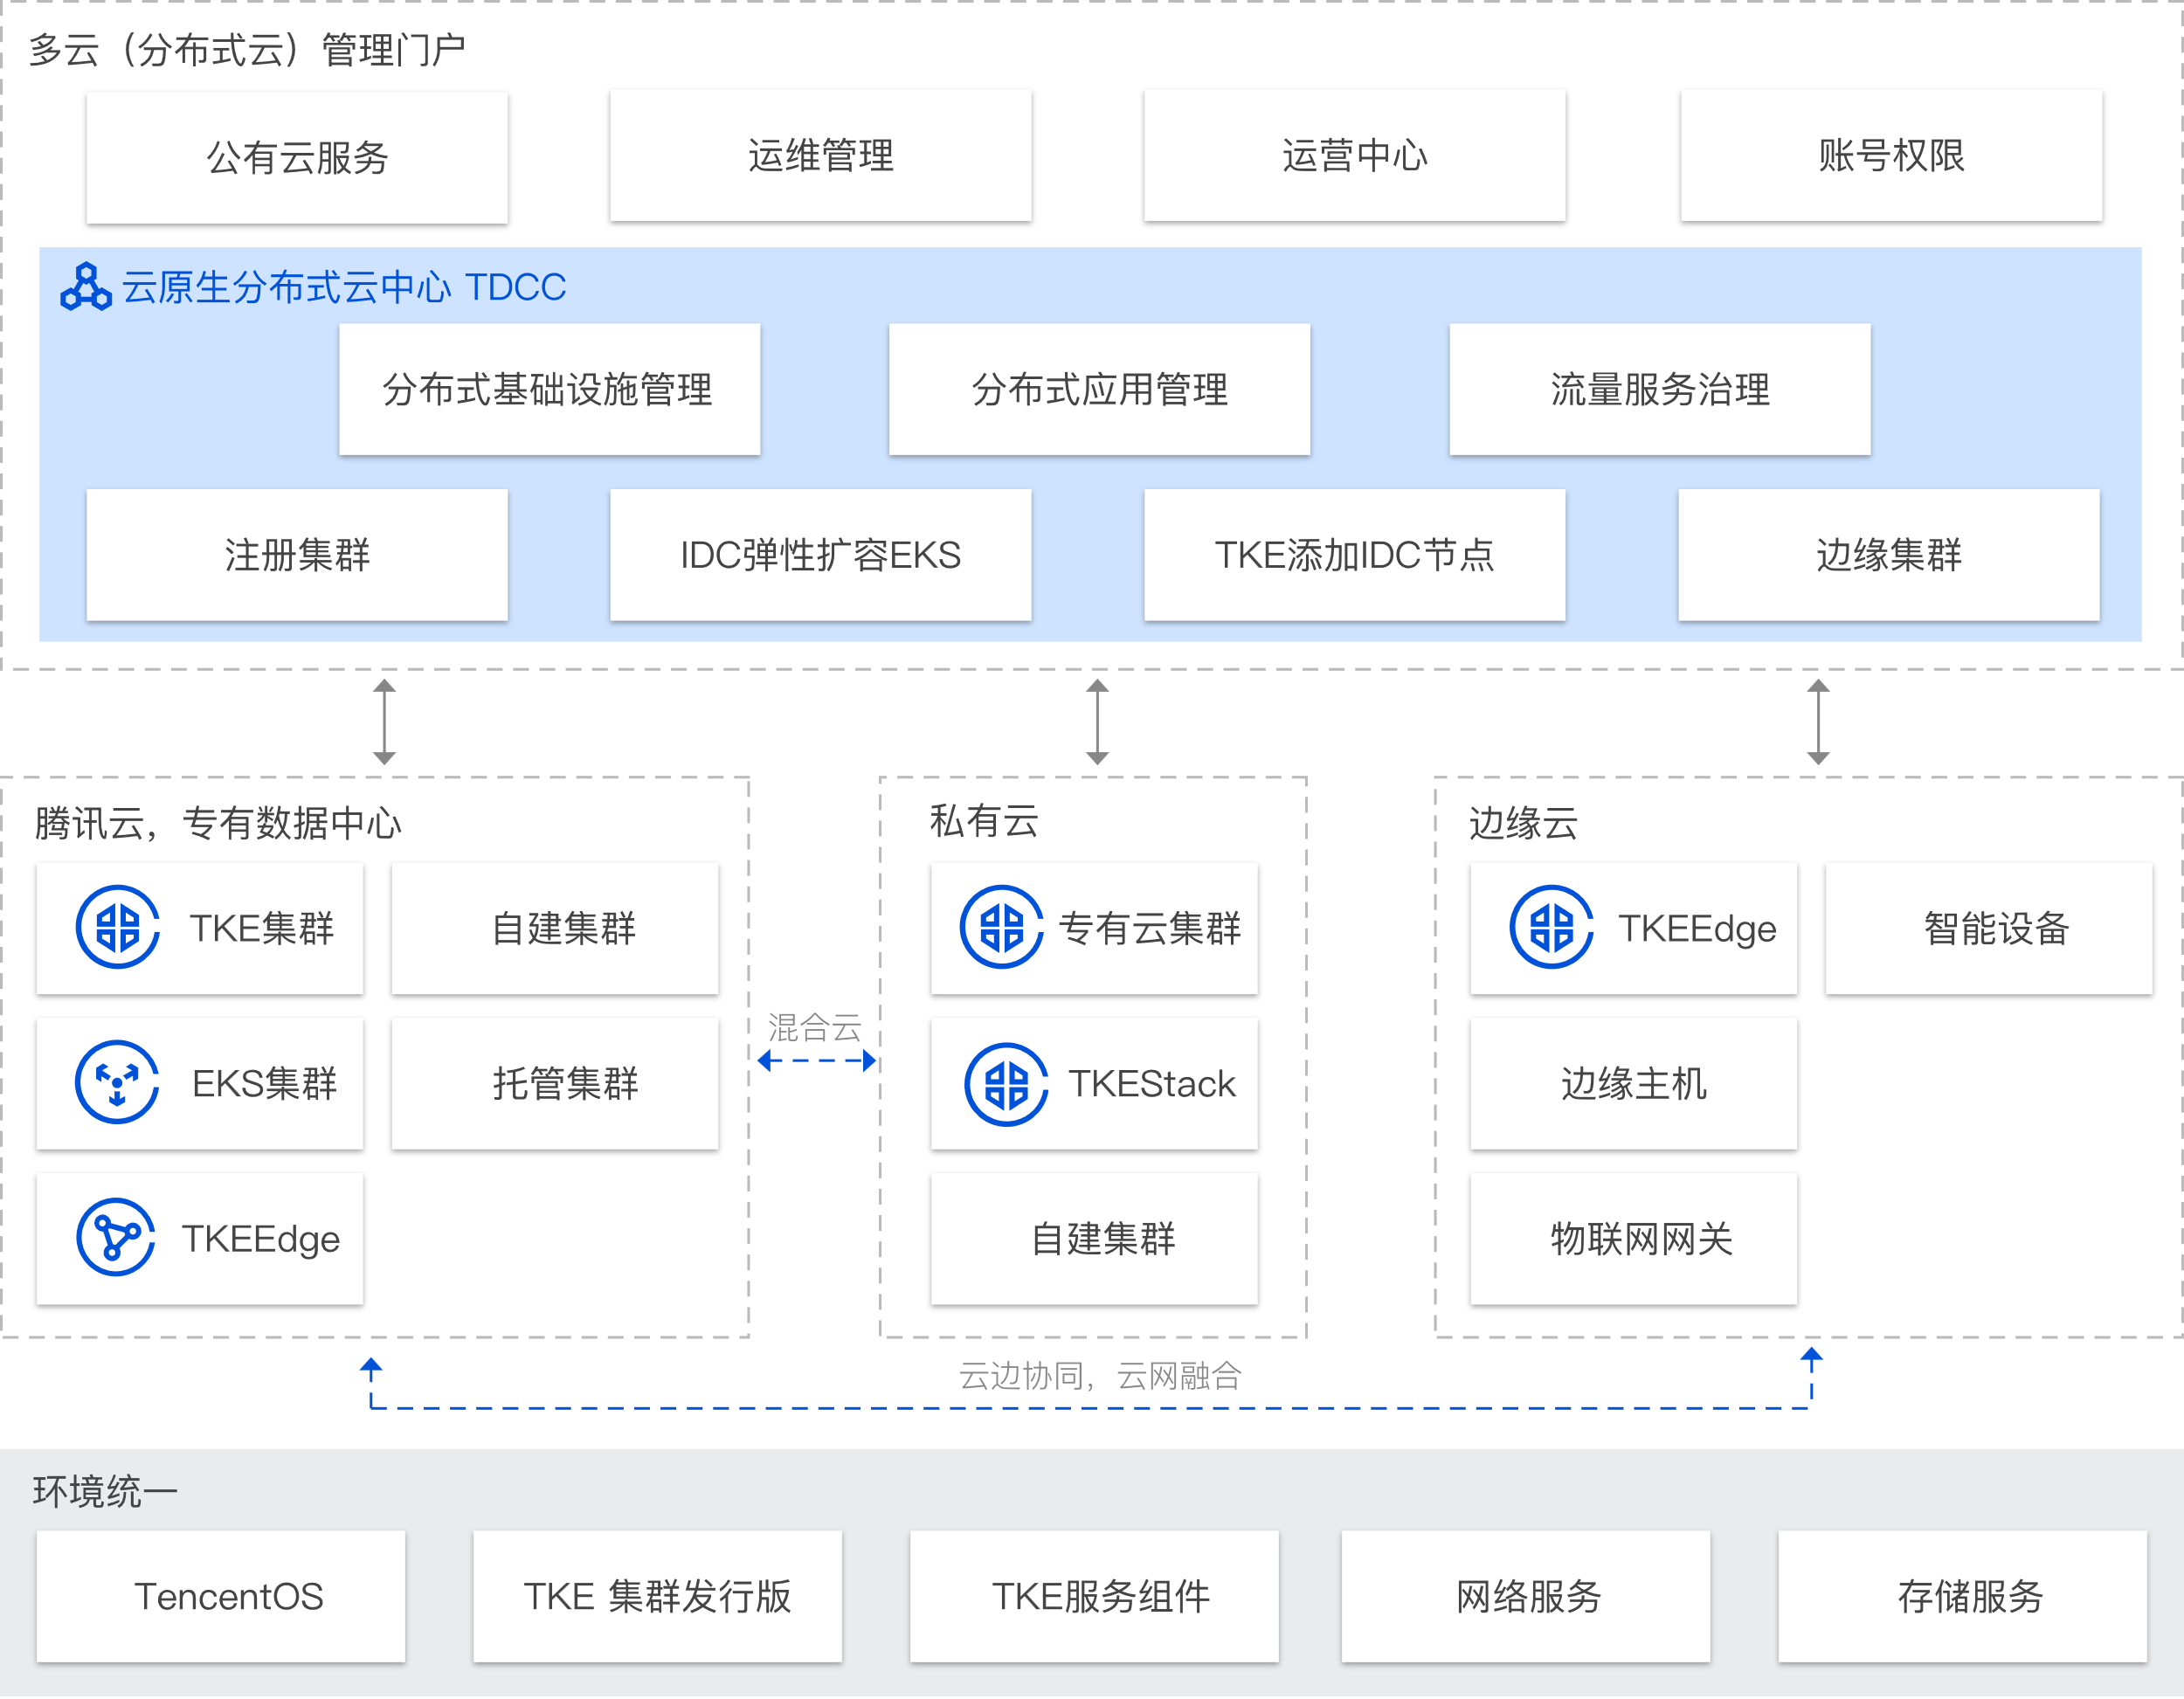 多云（分布式云）管理门户
公有云服务
运维管理
运营中心
账号权限
云原生分布式云中心 TDCC
分布式基础设施管理
分布式应用管理
流量服务治理
注册集群
IDC弹性扩容EKS
TKE添加IDC节点
边缘集群
腾讯云，专有数据中心
TKE集群
自建集群
EKS集群
托管集群
TKEEdge
混合云
私有云
专有云集群
TKEStack
自建集群
边缘云
TKEEdge
智能设备
边缘主机
物联网网关
云边协同，云网融合
环境统一
TencentOS
TKE 集群发行版
TKE服务组件
网络服务
存储服务